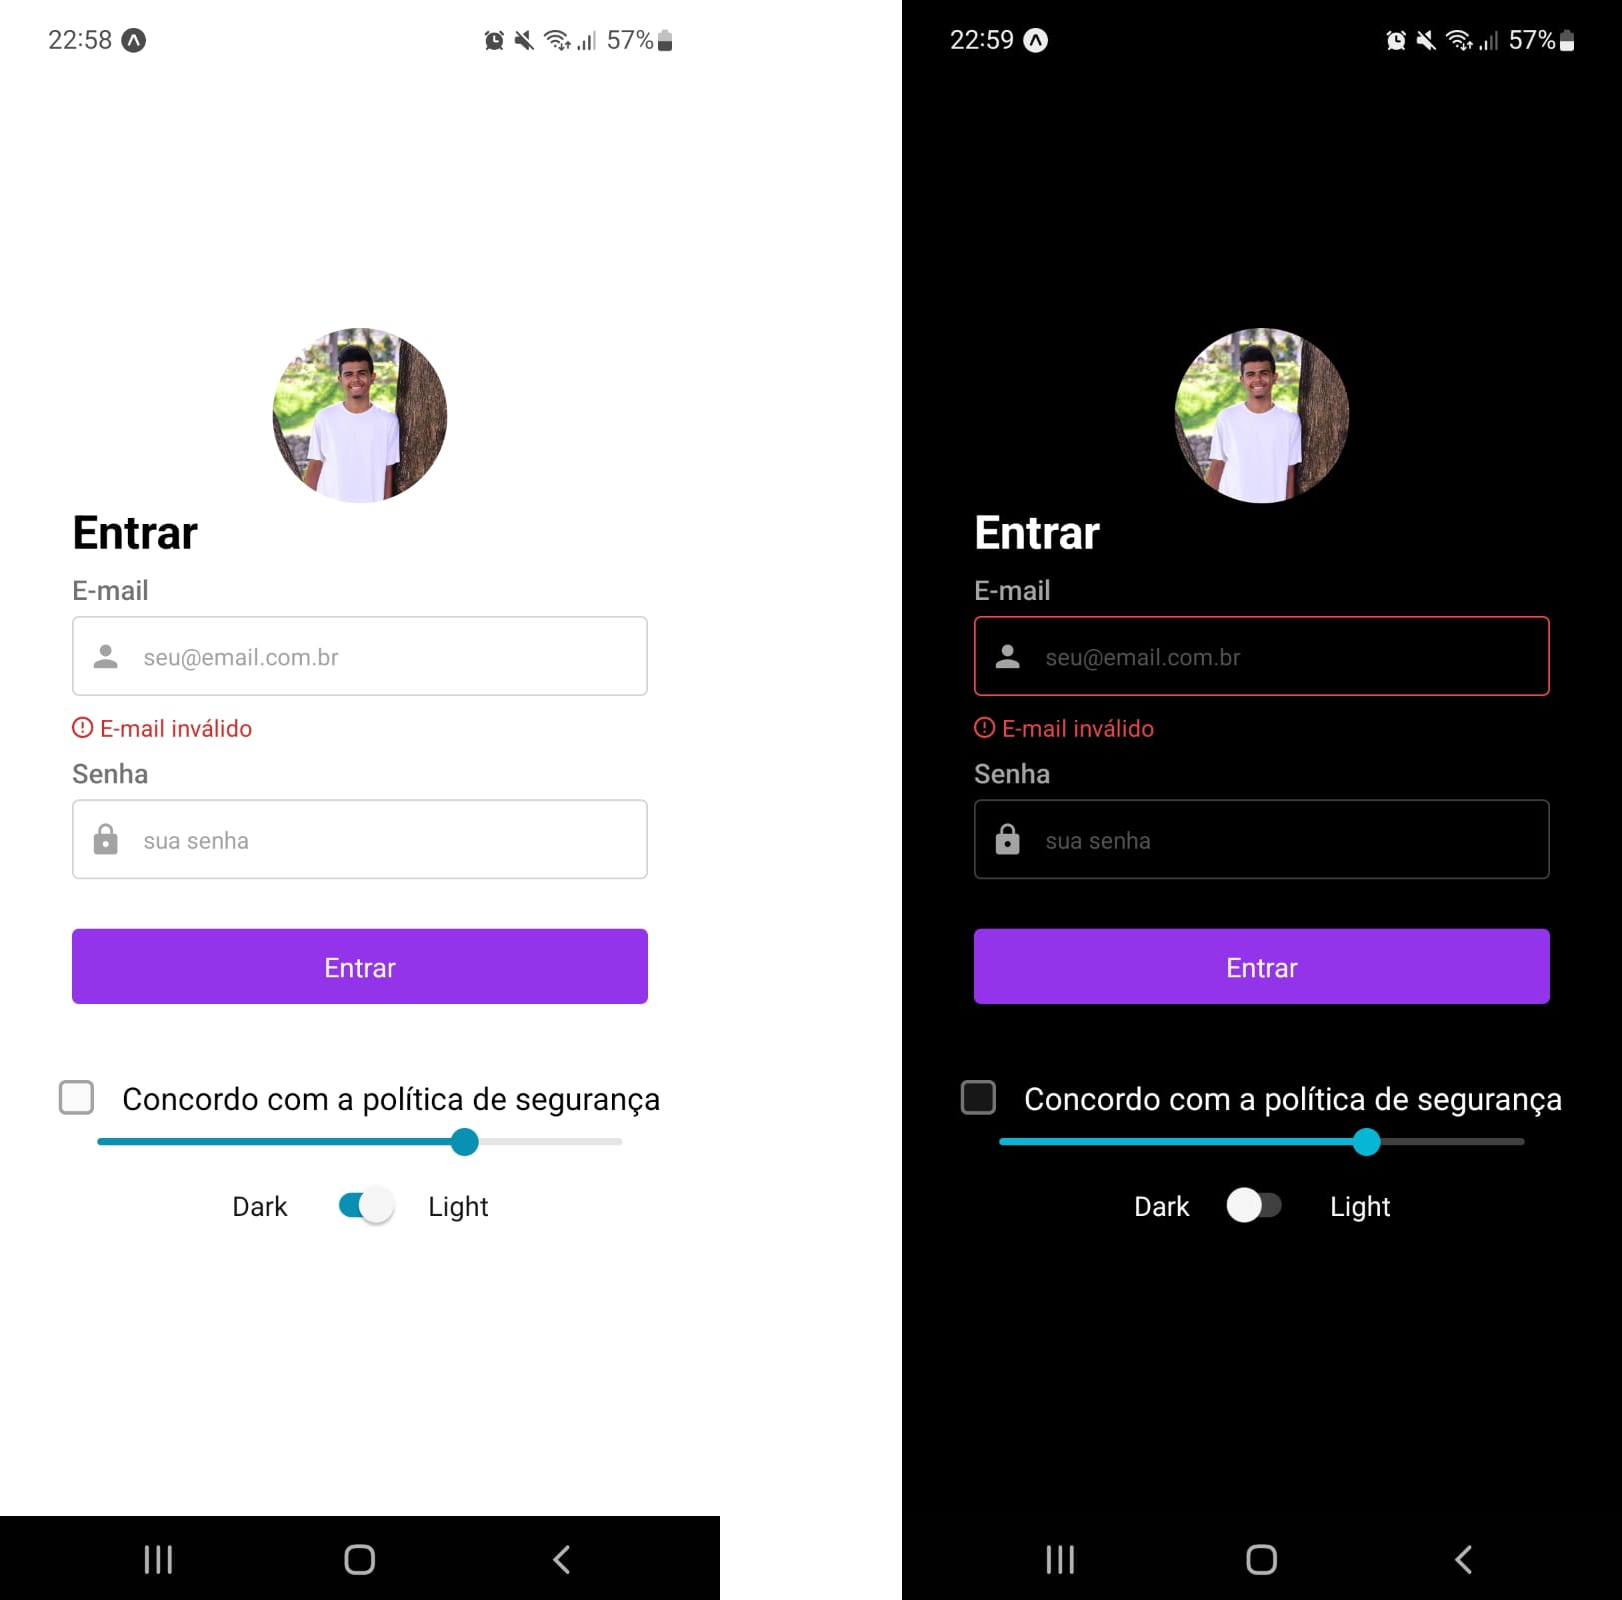 22:58 57%
Entrar
E-mail
seu@email.com.br
E-mail inválido
Senha
sua senha
Entrar
Concordo com a política de segurança
Dark Light
22:59 57%
Entrar
E-mail
seu@email.com.br
E-mail inválido
Senha
sua senha
Entrar
Concordo com a política de segurança
Dark Light